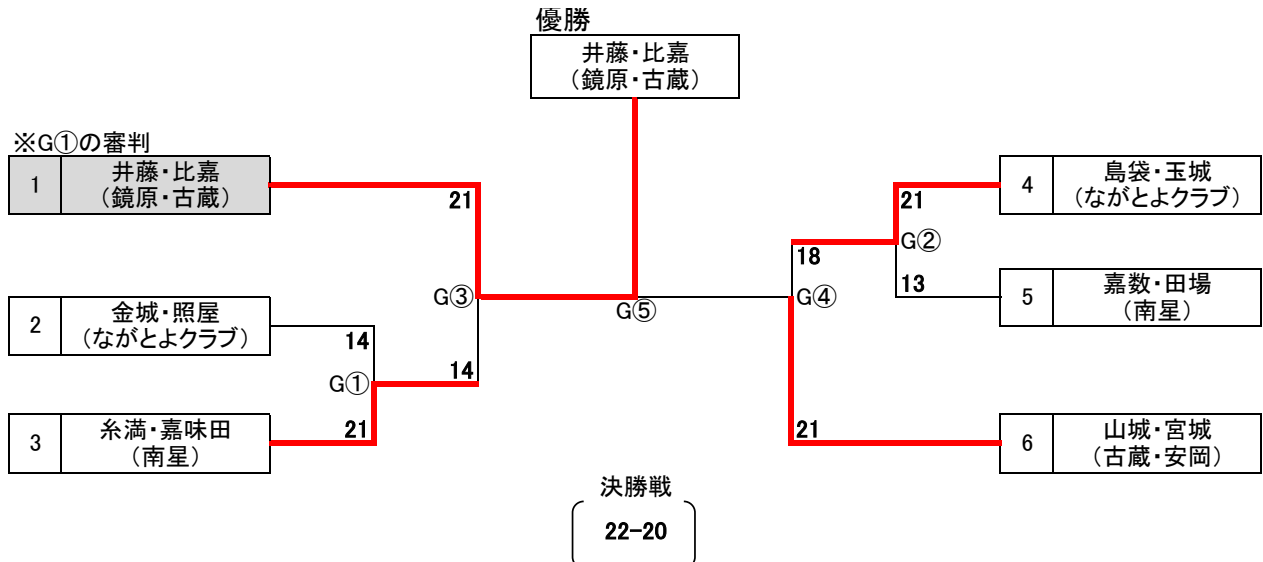 優勝
井藤・比嘉
(鏡原・古蔵)
※G①の審判
1
井藤・比嘉
(鏡原・古蔵)
21
2
金城・照屋
(ながとよクラブ)
14
G①
3
糸満・嘉味田
(南星)
21
G③
14
G⑤
4
島袋・玉城
(ながとよクラブ)
21
G②
18
13
5
嘉数・田場
(南星)
G④
21
6
山城・宮城
(古蔵・安岡)
決勝戦
22-20